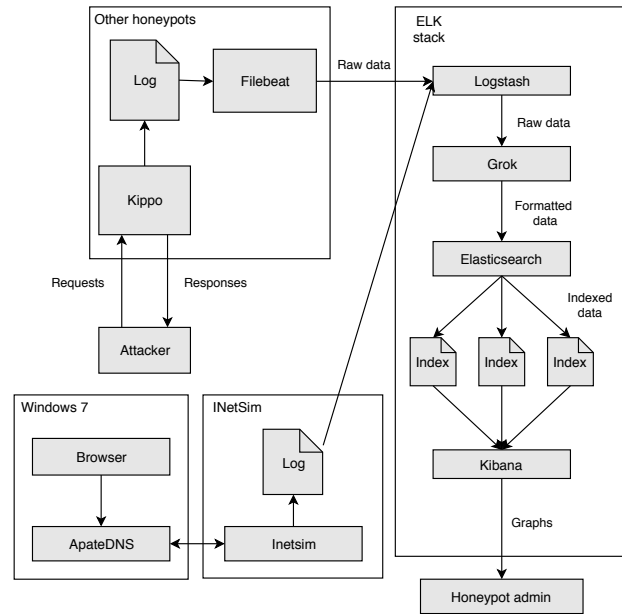 Other honeypots
Log
Filebeat
Kippo
Raw data
Requests
Responses
Attacker
Windows 7
Browser
ApateDNS
INetSim
Log
Inetsim
ELK
stack
Logstash
Raw data
Grok
Formatted
data
Elasticsearch
Indexed
data
Index
Index
Index
Kibana
Graphs
Honeypot admin